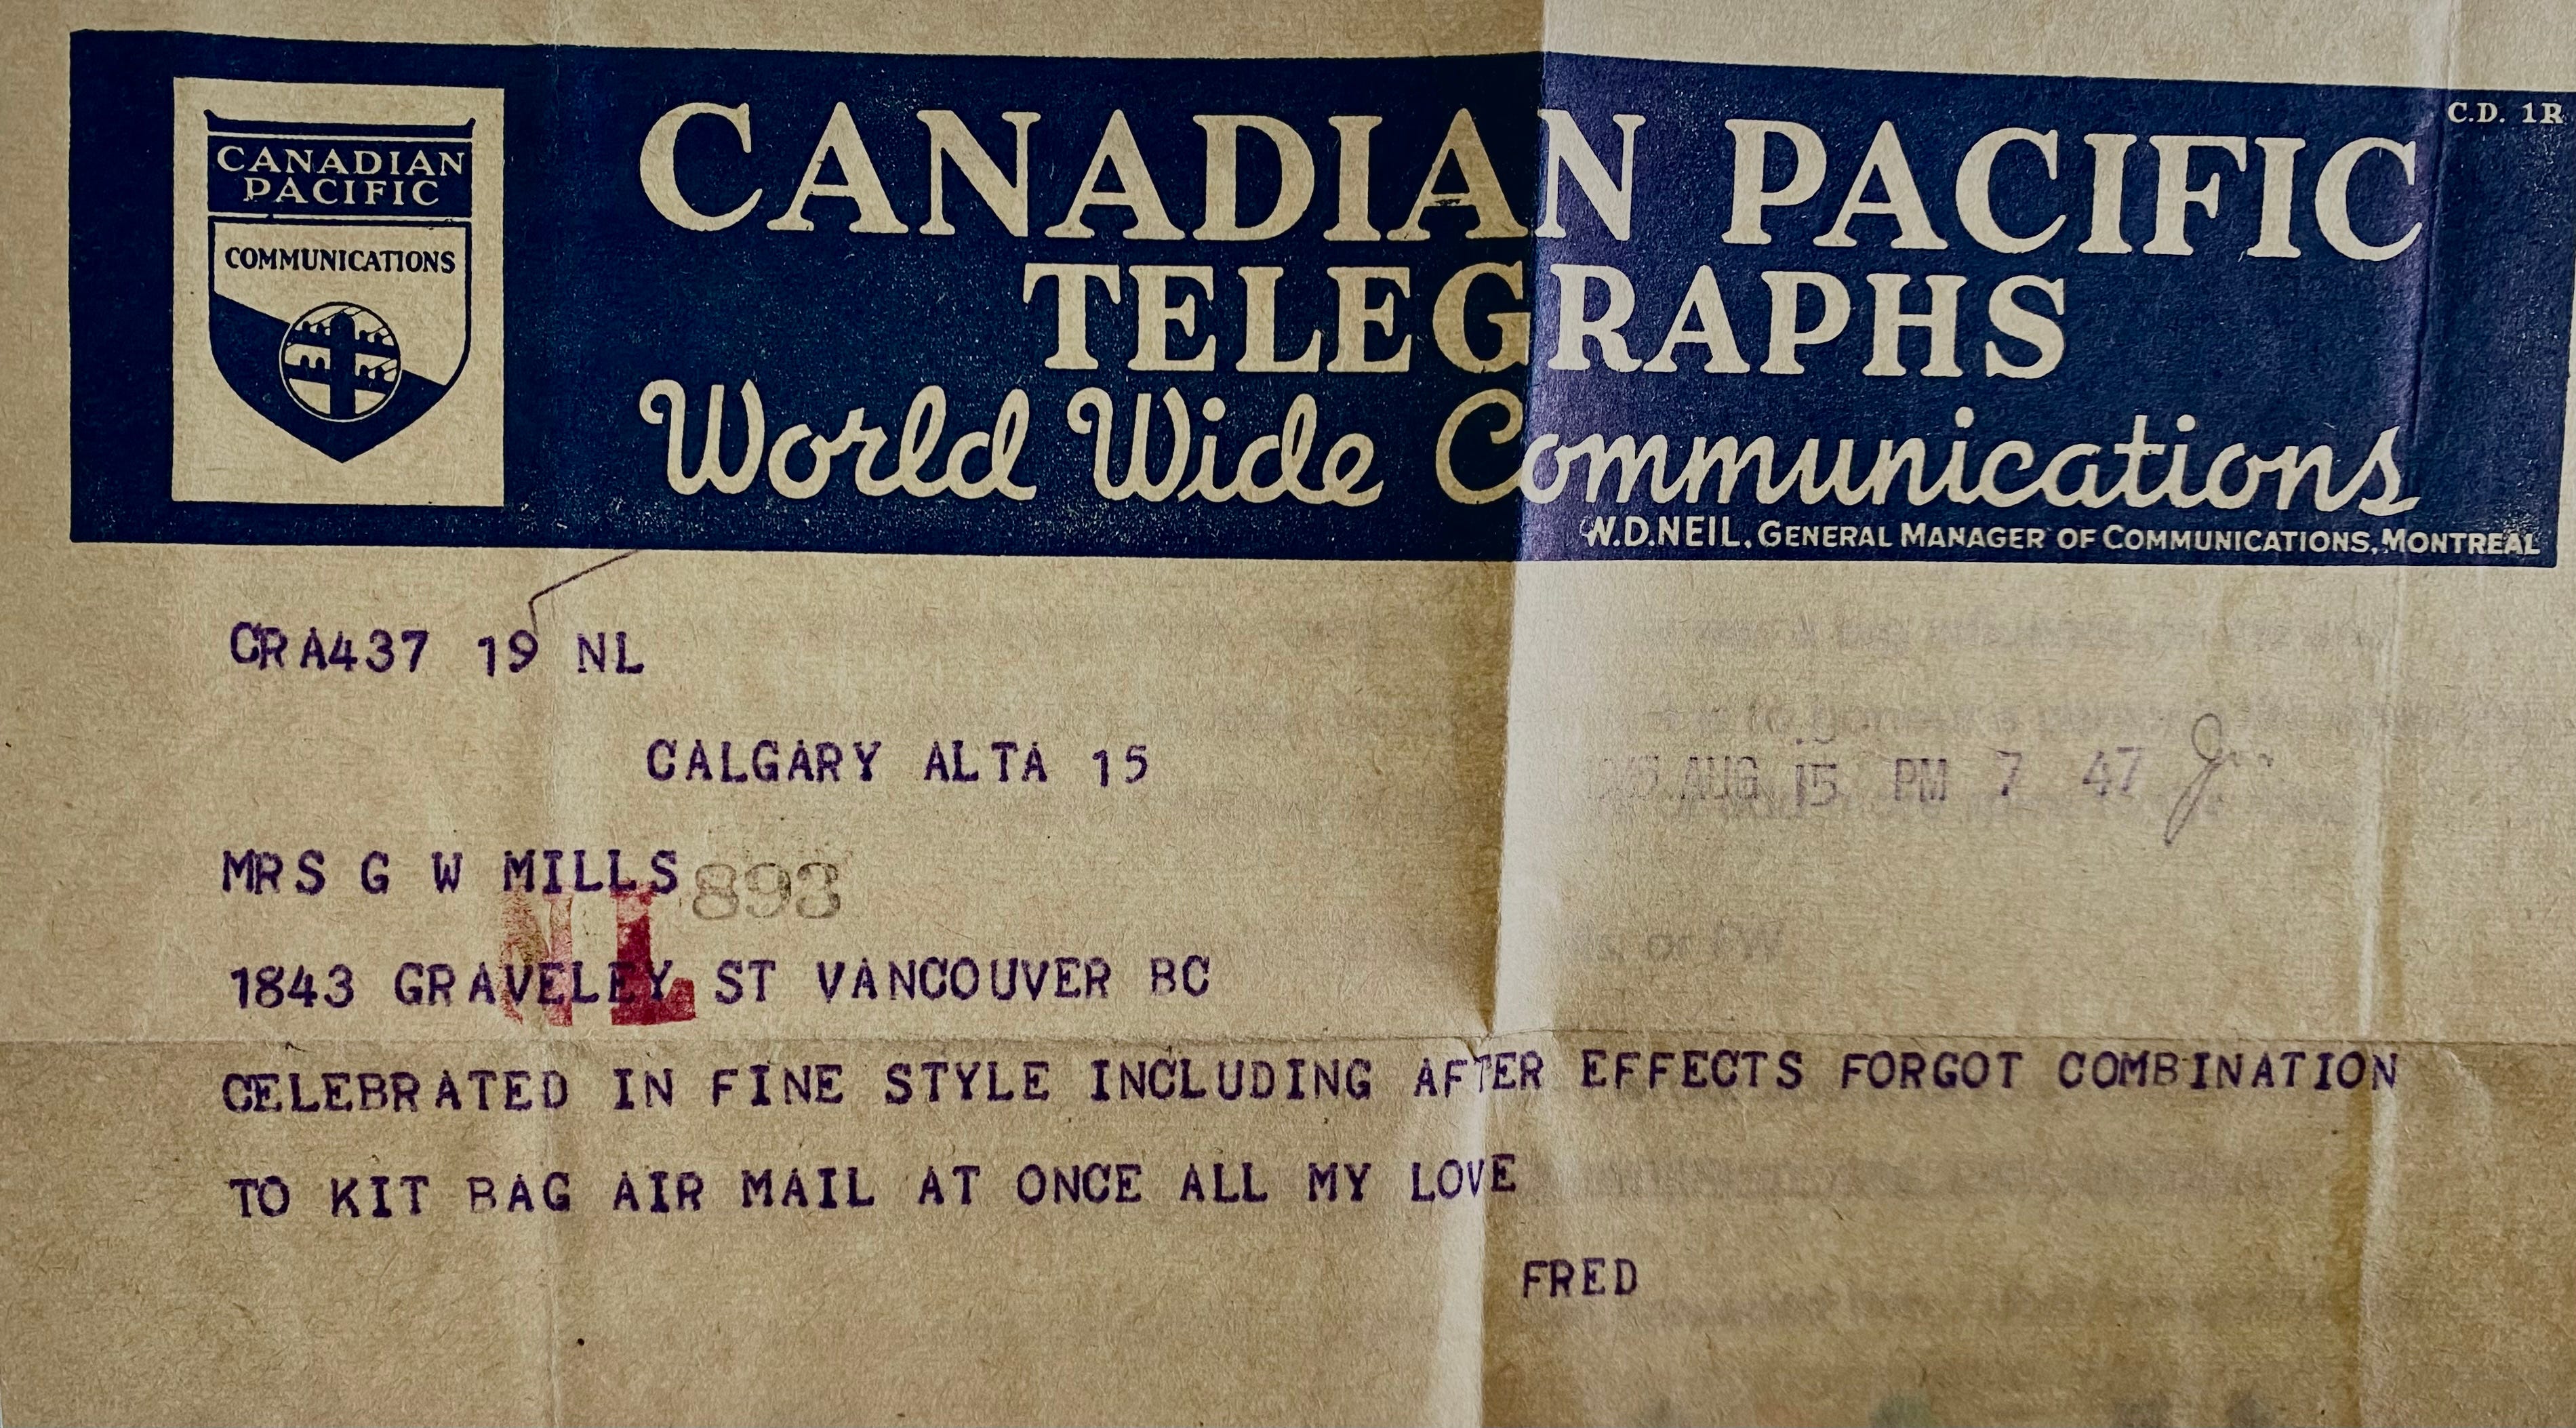 C.D. 1R
CANADIAN
PACIFIC
COMMUNICATIONS
CANADIAN PACIFIC
TELEGRAPHS
World Wide Communications
W.D.NEIL, GENERAL MANAGER OF COMMUNICATIONS, MONTREAL
CRA437 19 NL
CALGARY ALTA 15
AUG 15 PM 7 47
MRS G W MILLS 893
NL
1843 GRAVELEY ST VANCOUVER BC
CELEBRATED IN FINE STYLE INCLUDING AFTER EFFECTS FORGOT COMBINATION
TO KIT BAG AIR MAIL AT ONCE ALL MY LOVE
FRED